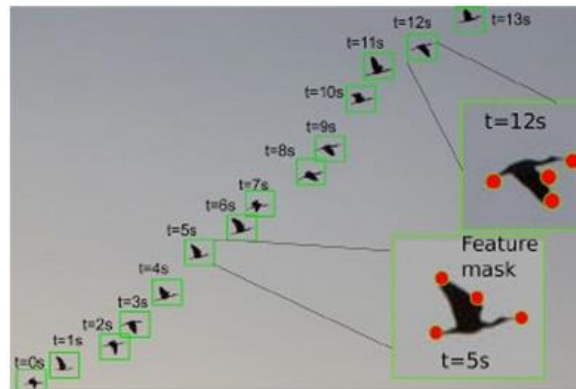 t=13s
t=12s
t=11s
t=10s
t=9s
t=8s
t=7s
t=6s
t=5s
t=4s
t=3s
t=2s
t=1s
t=0s
t=12s
Feature
mask
t=5s